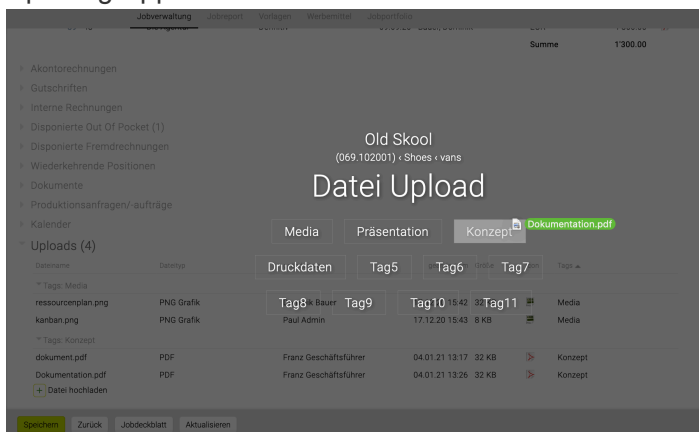 Jobverwaltung Jobreport Vorlagen Werbemittel Jobportfolio
Summe 1'300.00
Akontorechnungen
Gutschriften
Interne Rechnungen
Disponierte Out Of Pocket (1)
Disponierte Fremdrechnungen
Wiederkehrende Positionen
Dokumente
Produktionsanfragen/-aufträge
Kalender
Uploads (4)
Old Skool
(069.102001) ‹ Shoes ‹ vans
Datei Upload
Media Präsentation Konzept Dokumentation.pdf
Druckdaten Tag5 Tag6 Tag7
Tag8 Tag9 Tag10 Tag11
Dateiname Dateityp Größe Tags
Tags: Media
ressourcenplan.png PNG Grafik Bauer 15:42 32 Media
kanban.png PNG Grafik Paul Admin 17.12.20 15:43 8 KB Media
Tags: Konzept
dokument.pdf PDF Franz Geschäftsführer 04.01.21 13:17 32 KB Konzept
Dokumentation.pdf PDF Franz Geschäftsführer 04.01.21 13:26 32 KB Konzept
Datei hochladen
Speichern Zurück Jobdeckblatt Aktualisieren